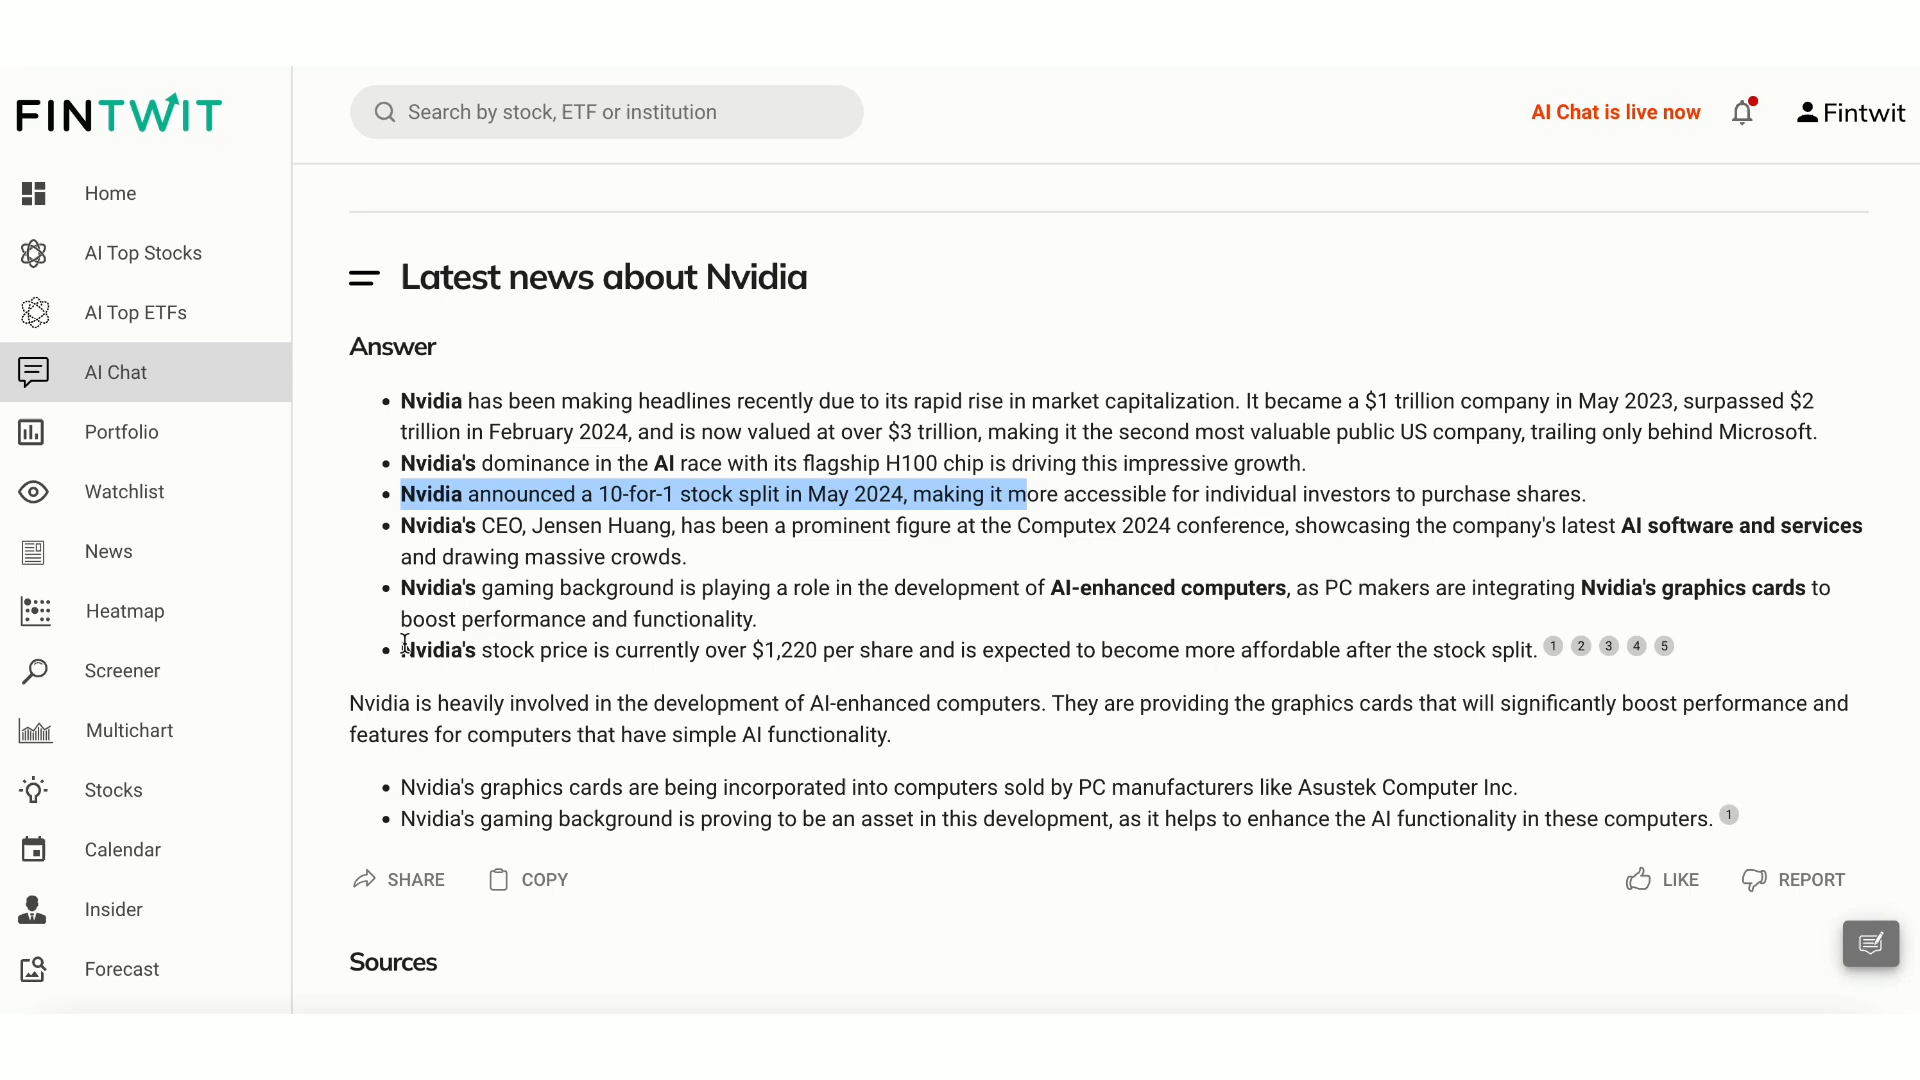 FINTWIT
Search by stock, ETF or institution
AI Chat is live now
Fintwit
Home
AI Top Stocks
AI Top ETFs
AI Chat
Portfolio
Watchlist
News
Heatmap
Screener
Multichart
Stocks
Calendar
Insider
Forecast
Latest news about Nvidia
Answer
• Nvidia has been making headlines recently due to its rapid rise in market capitalization. It became a $1 trillion company in May 2023, surpassed $2
trillion in February 2024, and is now valued at over $3 trillion, making it the second most valuable public US company, trailing only behind Microsoft.
• Nvidia's dominance in the AI race with its flagship H100 chip is driving this impressive growth.
• Nvidia announced a 10-for-1 stock split in May 2024, making it more accessible for individual investors to purchase shares.
• Nvidia's CEO, Jensen Huang, has been a prominent figure at the Computex 2024 conference, showcasing the company's latest AI software and services
and drawing massive crowds.
• Nvidia's gaming background is playing a role in the development of AI-enhanced computers, as PC makers are integrating Nvidia's graphics cards to
boost performance and functionality.
• Nvidia's stock price is currently over $1,220 per share and is expected to become more affordable after the stock split. 1 2 3 4 5
Nvidia is heavily involved in the development of AI-enhanced computers. They are providing the graphics cards that will significantly boost performance and
features for computers that have simple AI functionality.
• Nvidia's graphics cards are being incorporated into computers sold by PC manufacturers like Asustek Computer Inc.
• Nvidia's gaming background is proving to be an asset in this development, as it helps to enhance the AI functionality in these computers. 1
SHARE
COPY
LIKE
REPORT
Sources